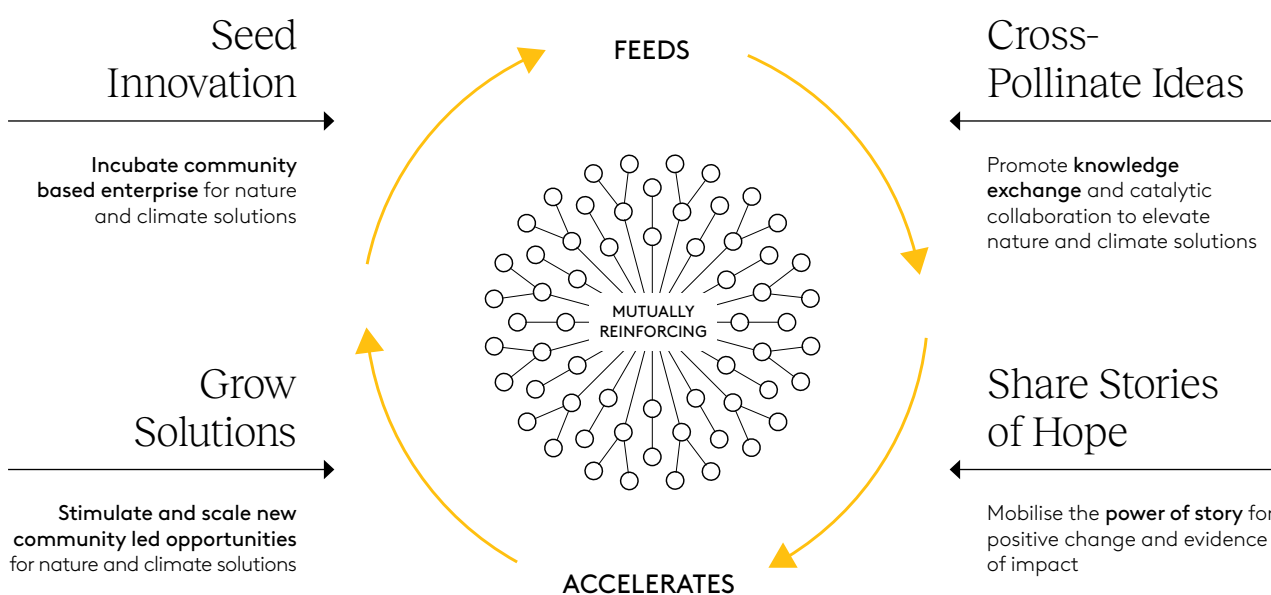 Seed
Innovation
Incubate community
based enterprise for nature
and climate solutions
FEEDS
Cross-
Pollinate Ideas
Promote knowledge
exchange and catalytic
collaboration to elevate
nature and climate solutions
MUTUALLY
REINFORCING
Grow
Solutions
Stimulate and scale new
community led opportunities
for nature and climate solutions
ACCELERATES
Share Stories
of Hope
Mobilise the power of story for
positive change and evidence
of impact